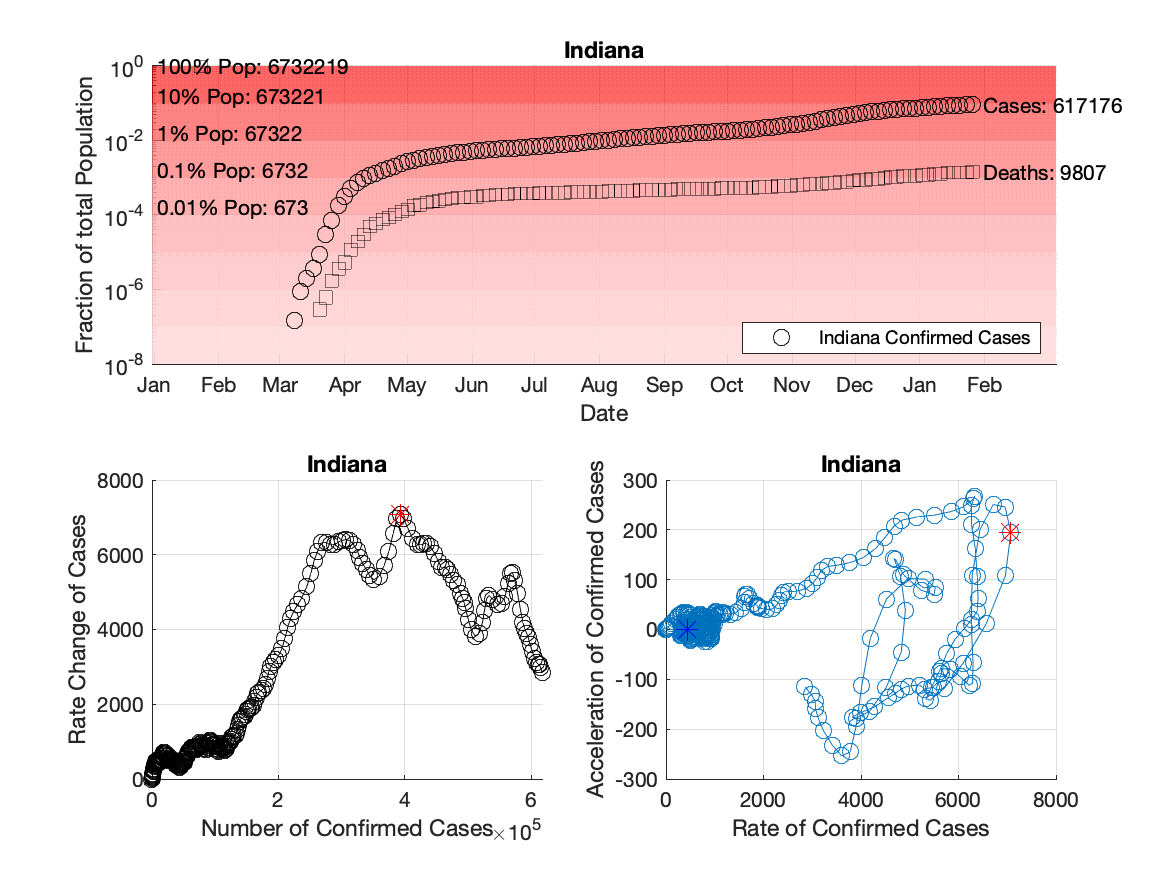 Indiana
10^0
10^-2
10^-4
10^-6
10^-8
Fraction of total Population
100% Pop: 6732219
10% Pop: 673221
1% Pop: 67322
0.1% Pop: 6732
0.01% Pop: 673
Cases: 617176
Deaths: 9807
Indiana Confirmed Cases
Jan Feb Mar Apr May Jun Jul Aug Sep Oct Nov Dec Jan Feb
Date
Indiana
8000
6000
4000
2000
0
Rate Change of Cases
0 2 4 6
Number of Confirmed Cases ×10^5
Indiana
300
200
100
0
-100
-200
-300
Acceleration of Confirmed Cases
0 2000 4000 6000 8000
Rate of Confirmed Cases